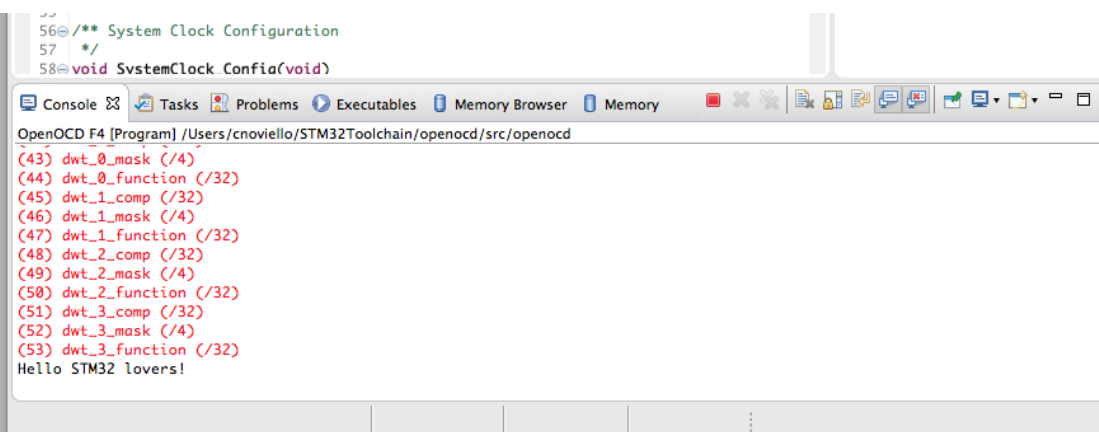 56 /** System Clock Configuration
57 */
58 void SystemClock_Config(void)
Console Tasks Problems Executables Memory Browser Memory
OpenOCD F4 [Program] /Users/cnoviello/STM32Toolchain/openocd/src/openocd
(43) dwt_0_mask (/4)
(44) dwt_0_function (/32)
(45) dwt_1_comp (/32)
(46) dwt_1_mask (/4)
(47) dwt_1_function (/32)
(48) dwt_2_comp (/32)
(49) dwt_2_mask (/4)
(50) dwt_2_function (/32)
(51) dwt_3_comp (/32)
(52) dwt_3_mask (/4)
(53) dwt_3_function (/32)
Hello STM32 lovers!